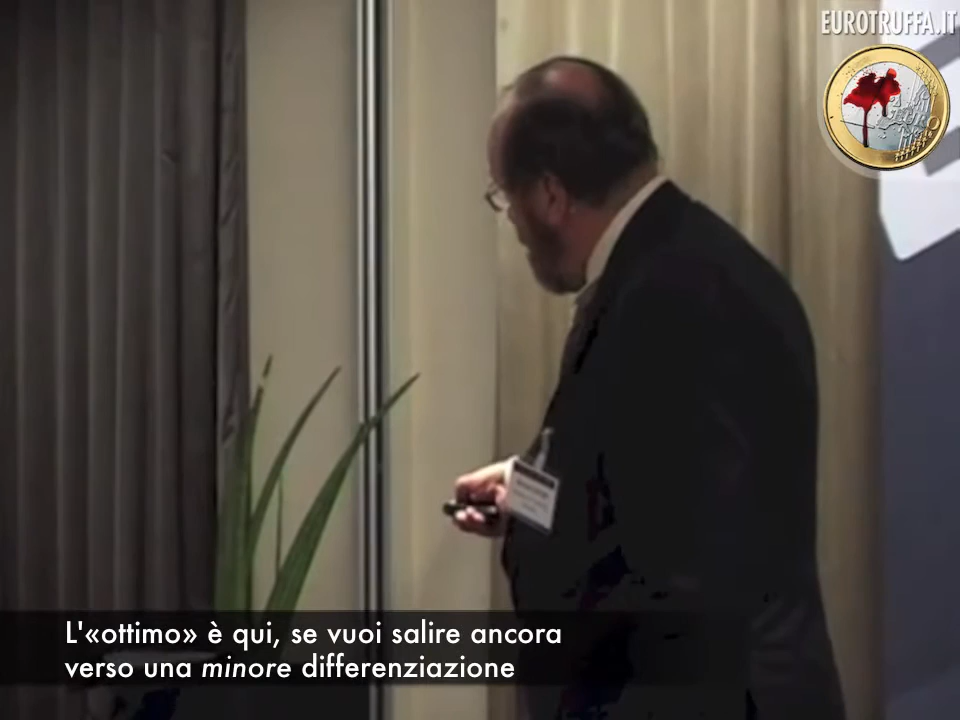 EUROTRUFFA.IT
L'«ottimo» è qui, se vuoi salire ancora
verso una minore differenziazione